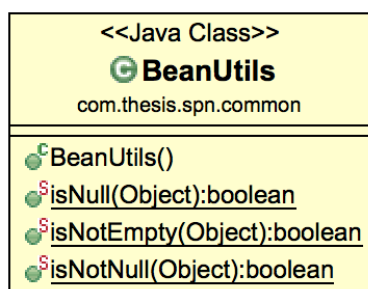 <<Java Class>>
C BeanUtils
com.thesis.spn.common
C BeanUtils()
S isNull(Object):boolean
S isNotEmpty(Object):boolean
S isNotNull(Object):boolean